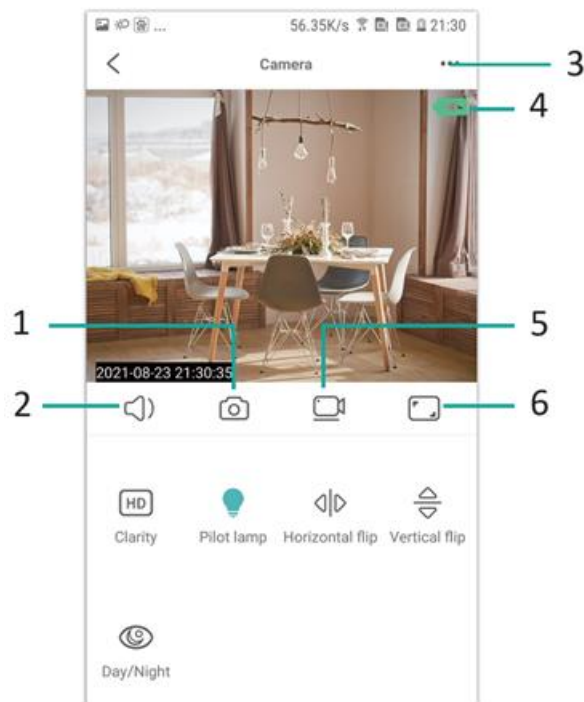 ... 56.35K/s 21:30
Camera
3
4
1
5
2021-08-23 21:30:35
2
6
HD
Clarity Pilot lamp Horizontal flip Vertical flip
Day/Night